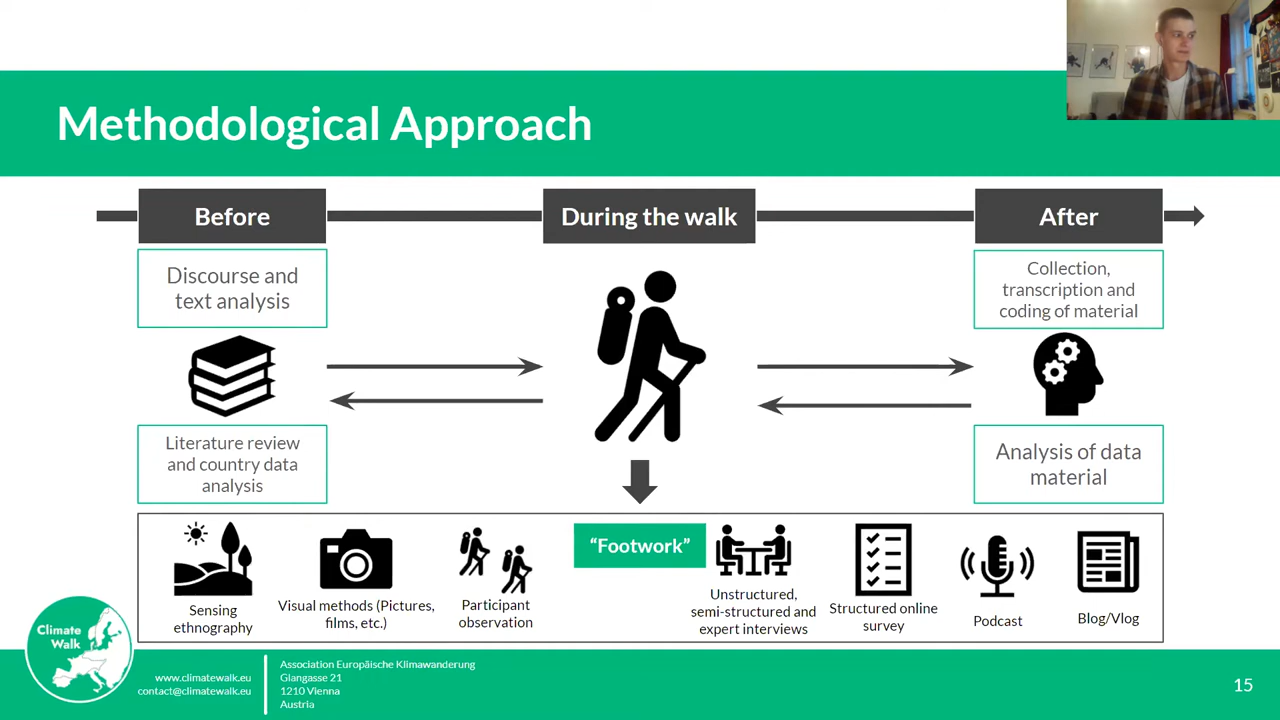 Methodological Approach
Before
During the walk
After
Discourse and
text analysis
Collection,
transcription and
coding of material
Literature review
and country data
analysis
Analysis of data
material
"Footwork"
Sensing
ethnography
Visual methods (Pictures,
films, etc.)
Participant
observation
Unstructured,
semi-structured and
expert interviews
Structured online
survey
Podcast
Blog/Vlog
Climate
Walk
www.climatewalk.eu
contact@climatewalk.eu
Association Europäische Klimawanderung
Giangasse 21
1210 Vienna
Austria
15